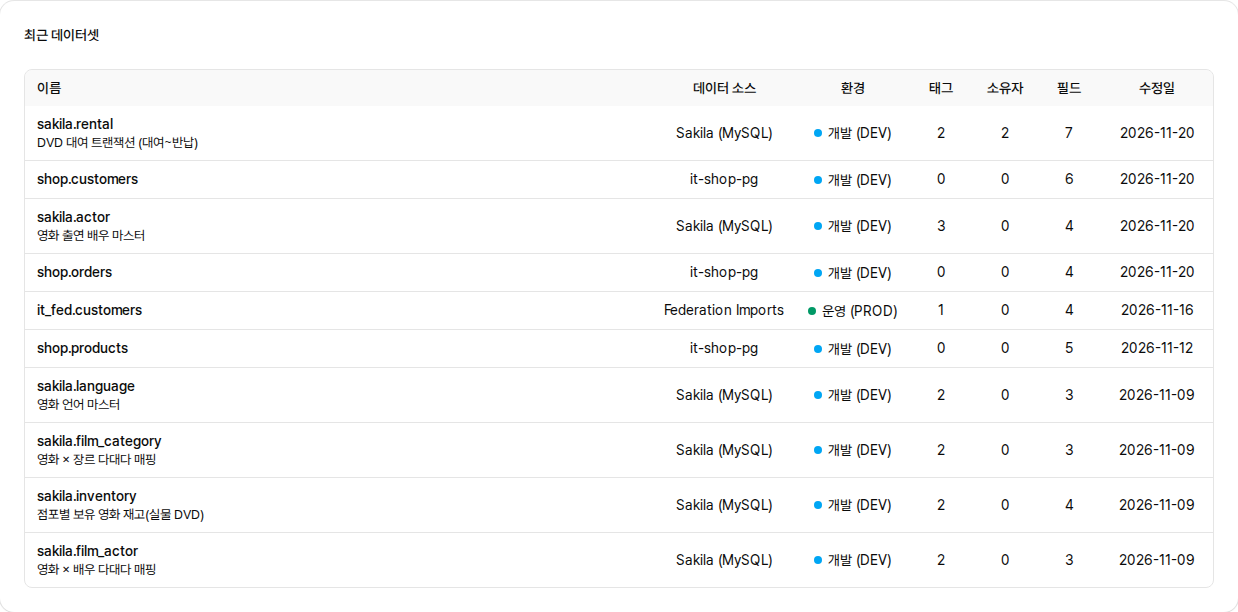 최근 데이터셋
이름 데이터 소스 환경 태그 소유자 필드 수정일
sakila.rental
DVD 대여 트랜잭션 (대여~반납)
Sakila (MySQL) 개발 (DEV) 2 2 7 2026-11-20
shop.customers it-shop-pg 개발 (DEV) 0 0 6 2026-11-20
sakila.actor
영화 출연 배우 마스터
Sakila (MySQL) 개발 (DEV) 3 0 4 2026-11-20
shop.orders it-shop-pg 개발 (DEV) 0 0 4 2026-11-20
it_fed.customers Federation Imports 운영 (PROD) 1 0 4 2026-11-16
shop.products it-shop-pg 개발 (DEV) 0 0 5 2026-11-12
sakila.language
영화 언어 마스터
Sakila (MySQL) 개발 (DEV) 2 0 3 2026-11-09
sakila.film_category
영화 × 장르 다대다 매핑
Sakila (MySQL) 개발 (DEV) 2 0 3 2026-11-09
sakila.inventory
점포별 보유 영화 재고(실물 DVD)
Sakila (MySQL) 개발 (DEV) 2 0 4 2026-11-09
sakila.film_actor
영화 × 배우 다대다 매핑
Sakila (MySQL) 개발 (DEV) 2 0 3 2026-11-09